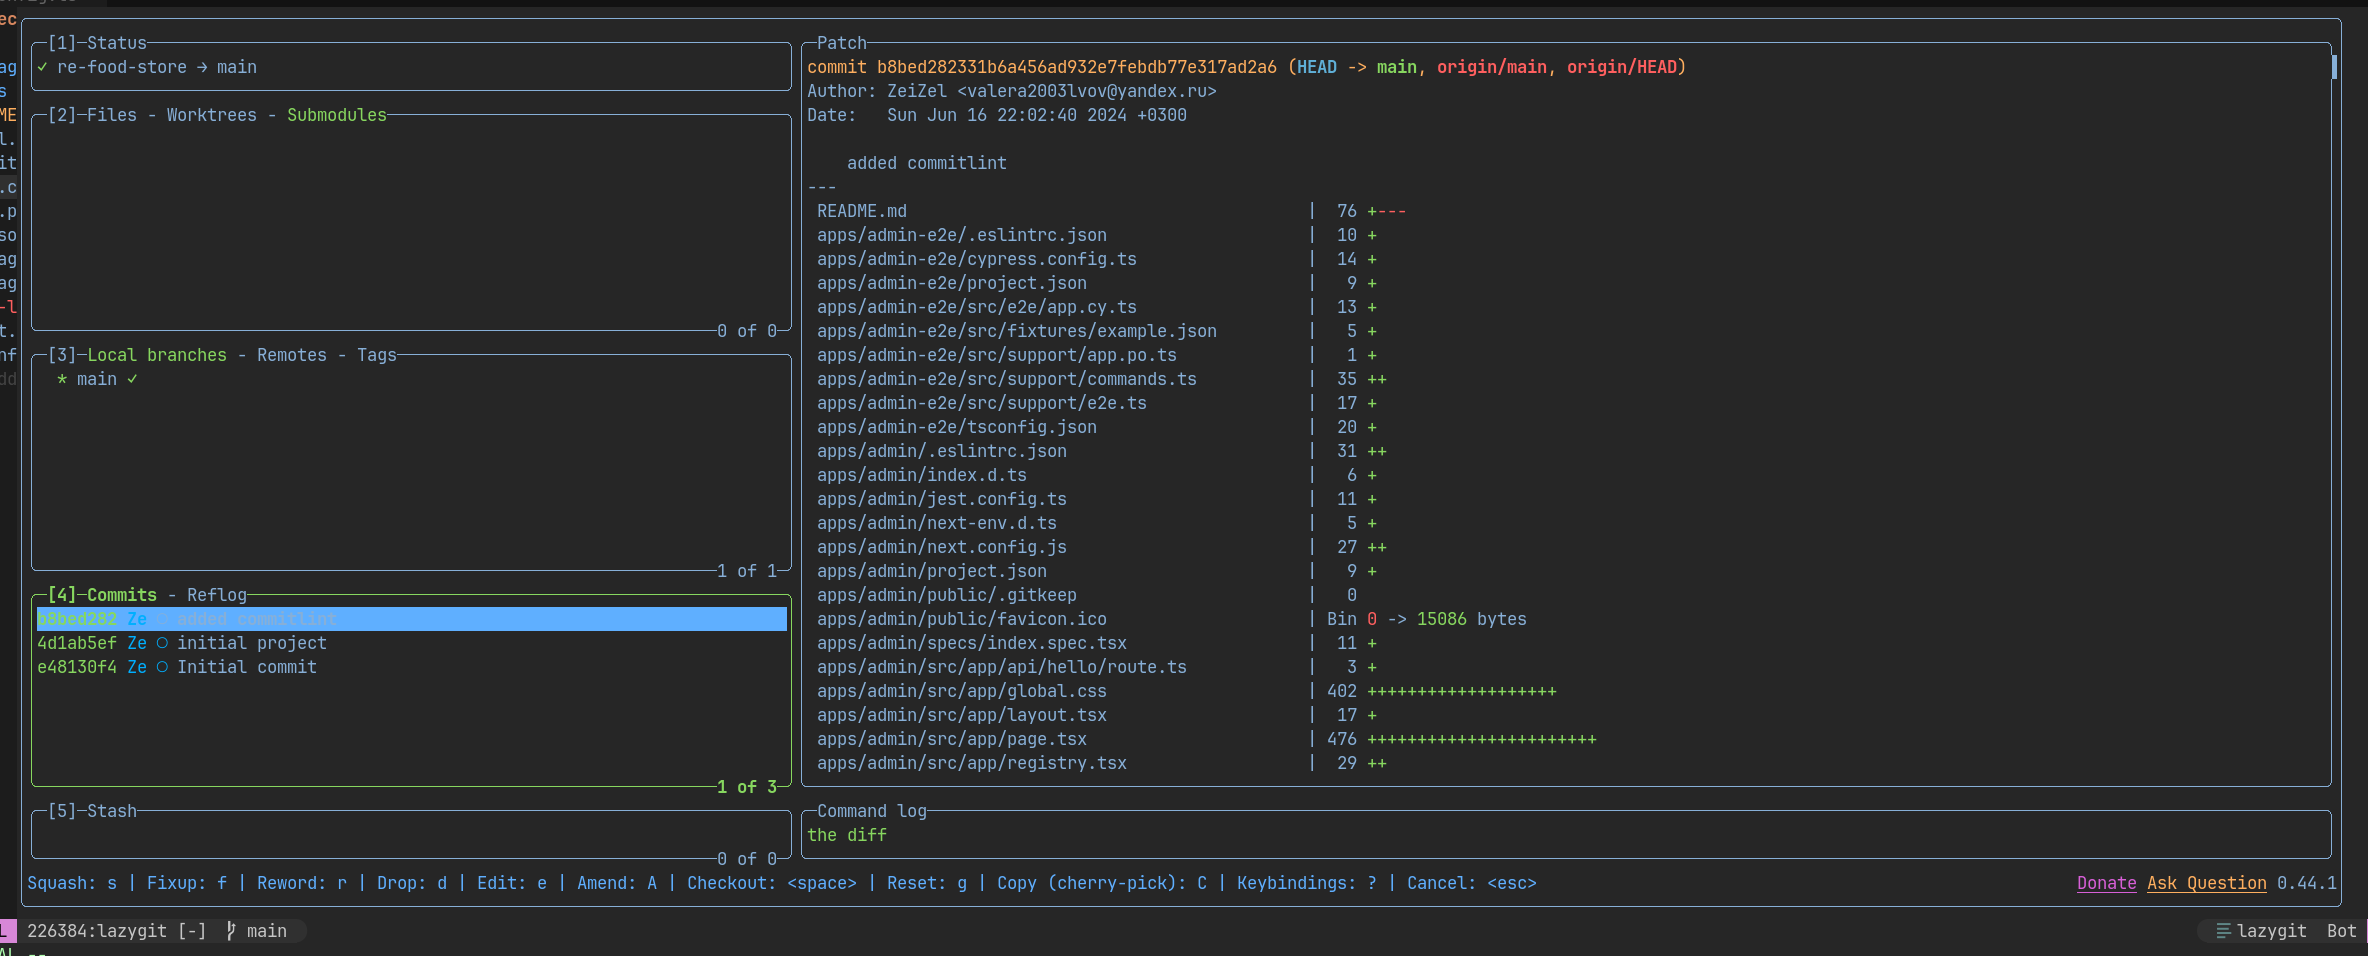 [1]─Status
✓ re-food-store → main
[2]─Files - Worktrees - Submodules
0 of 0
[3]─Local branches - Remotes - Tags
* main ✓
1 of 1
[4]─Commits - Reflog
b8bed282 Ze ○ added commitlint
4d1ab5ef Ze ○ initial project
e48130f4 Ze ○ Initial commit
1 of 3
[5]─Stash
0 of 0
Patch
commit b8bed282331b6a456ad932e7febdb77e317ad2a6 (HEAD -> main, origin/main, origin/HEAD)
Author: ZeiZel <valera2003lvov@yandex.ru>
Date:   Sun Jun 16 22:02:40 2024 +0300
added commitlint
---
README.md | 76 +---
apps/admin-e2e/.eslintrc.json | 10 +
apps/admin-e2e/cypress.config.ts | 14 +
apps/admin-e2e/project.json | 9 +
apps/admin-e2e/src/e2e/app.cy.ts | 13 +
apps/admin-e2e/src/fixtures/example.json | 5 +
apps/admin-e2e/src/support/app.po.ts | 1 +
apps/admin-e2e/src/support/commands.ts | 35 ++
apps/admin-e2e/src/support/e2e.ts | 17 +
apps/admin-e2e/tsconfig.json | 20 +
apps/admin/.eslintrc.json | 31 ++
apps/admin/index.d.ts | 6 +
apps/admin/jest.config.ts | 11 +
apps/admin/next-env.d.ts | 5 +
apps/admin/next.config.js | 27 ++
apps/admin/project.json | 9 +
apps/admin/public/.gitkeep | 0
apps/admin/public/favicon.ico | Bin 0 -> 15086 bytes
apps/admin/specs/index.spec.tsx | 11 +
apps/admin/src/app/api/hello/route.ts | 3 +
apps/admin/src/app/global.css | 402 +++++++++++++++++++
apps/admin/src/app/layout.tsx | 17 +
apps/admin/src/app/page.tsx | 476 +++++++++++++++++++++++
apps/admin/src/app/registry.tsx | 29 ++
Command log
the diff
Squash: s | Fixup: f | Reword: r | Drop: d | Edit: e | Amend: A | Checkout: <space> | Reset: g | Copy (cherry-pick): C | Keybindings: ? | Cancel: <esc>
Donate Ask Question 0.44.1
226384:lazygit [-] main
lazygit Bot